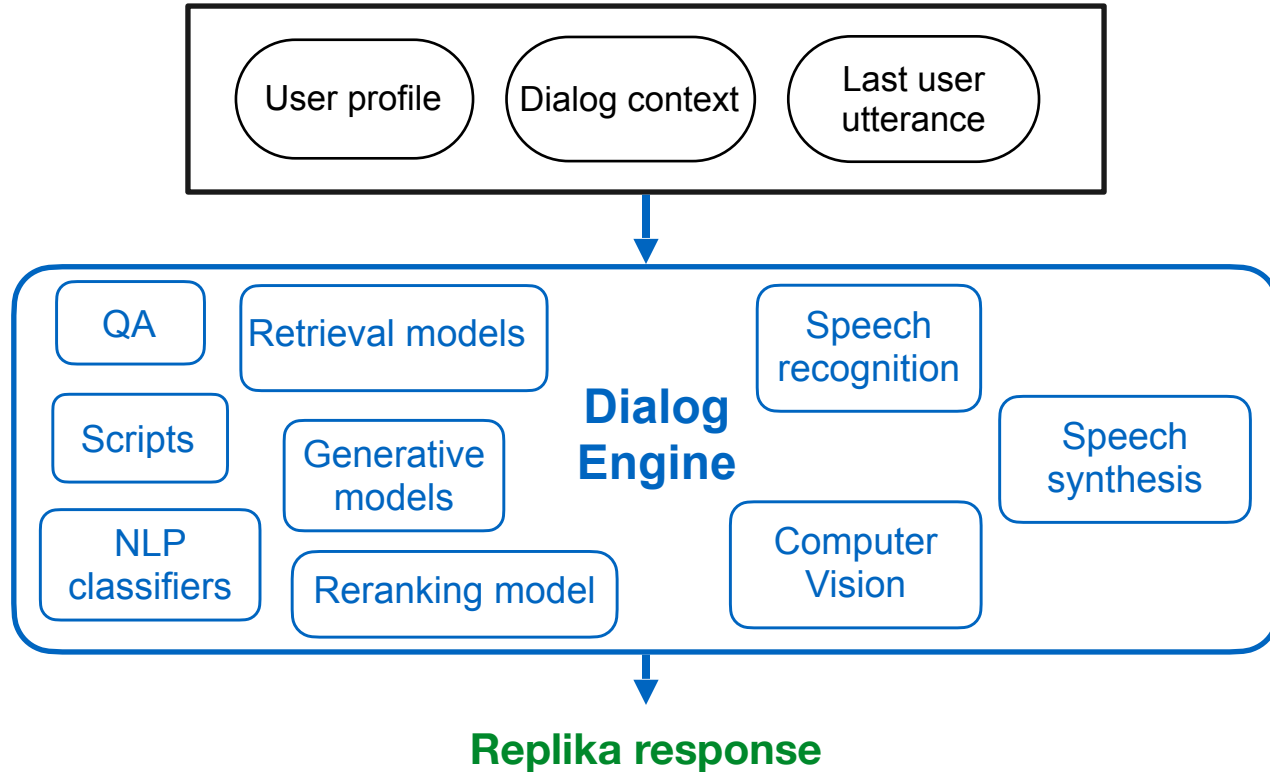 User profile
Dialog context
Last user
utterance
QA
Retrieval models
Scripts
Generative
models
NLP
classifiers
Reranking model
Dialog
Engine
Speech
recognition
Speech
synthesis
Computer
Vision
Replika response